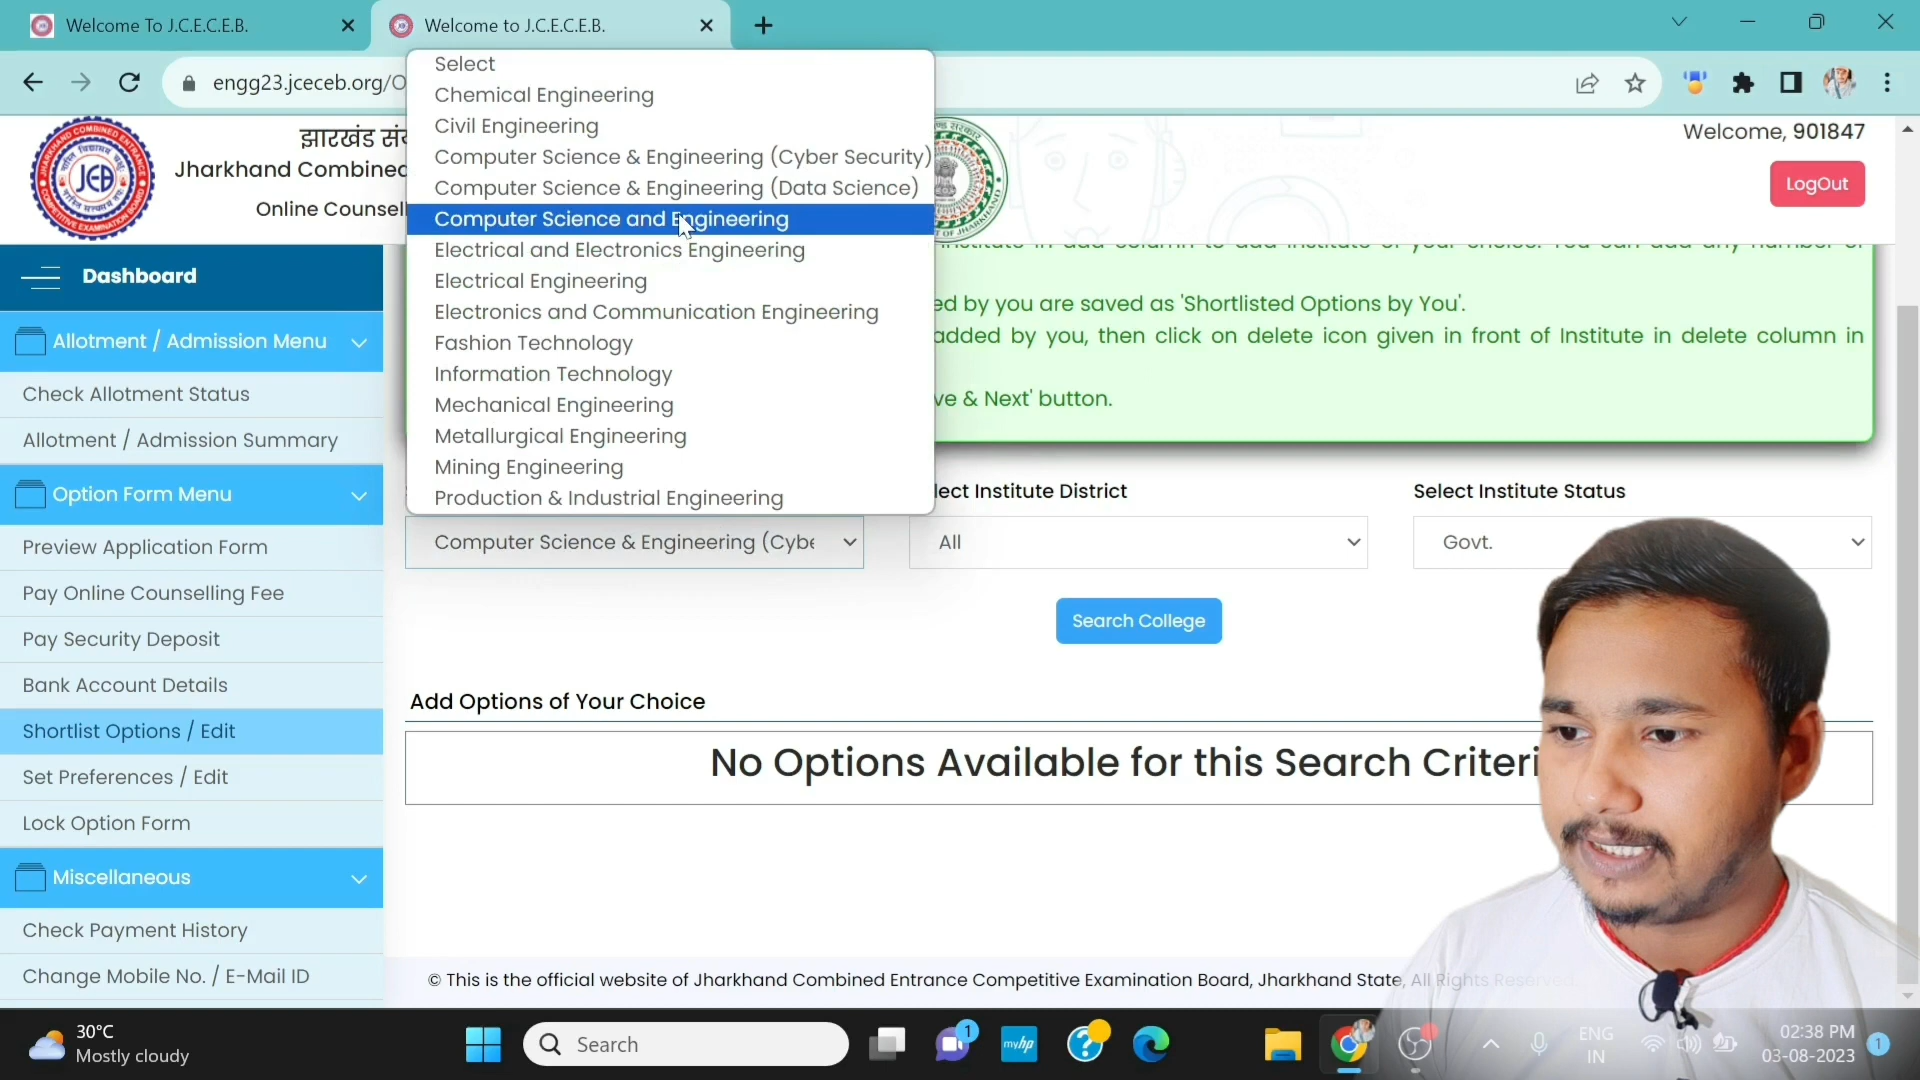 Welcome To J.C.E.C.E.B.
Welcome to J.C.E.C.E.B.
engg23.jceceb.org/O
Select
Chemical Engineering
Civil Engineering
Computer Science & Engineering (Cyber Security)
Computer Science & Engineering (Data Science)
Computer Science and Engineering
Electrical and Electronics Engineering
Electrical Engineering
Electronics and Communication Engineering
Fashion Technology
Information Technology
Mechanical Engineering
Metallurgical Engineering
Mining Engineering
Production & Industrial Engineering
JCEB
झारखंड
Jharkhand Combined
Online Counsel
Welcome, 901847
LogOut
Dashboard
Allotment / Admission Menu
Check Allotment Status
Allotment / Admission Summary
Option Form Menu
Preview Application Form
Pay Online Counselling Fee
Pay Security Deposit
Bank Account Details
Shortlist Options / Edit
Set Preferences / Edit
Lock Option Form
Miscellaneous
Check Payment History
Change Mobile No. / E-Mail ID
ed by you are saved as 'Shortlisted Options by You'.
added by you, then click on delete icon given in front of Institute in delete column in
ve & Next' button.
lect Institute District
Select Institute Status
Computer Science & Engineering (Cybe
All
Govt.
Search College
Add Options of Your Choice
No Options Available for this Search Criteri
© This is the official website of Jharkhand Combined Entrance Competitive Examination Board, Jharkhand State, All Rights Reserved
30°C
Mostly cloudy
Search
1
myhp
ENG
IN
02:38 PM
03-08-2023
1